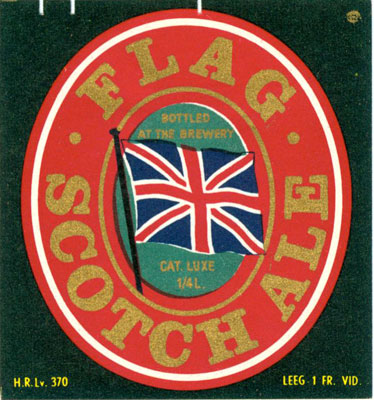 FLAG
BOTTLED
AT THE BREWERY
CAT. LUXE
1/4 L.
SCOTCH ALE
H.R.Lv. 370
LEEG 1 FR. VID.